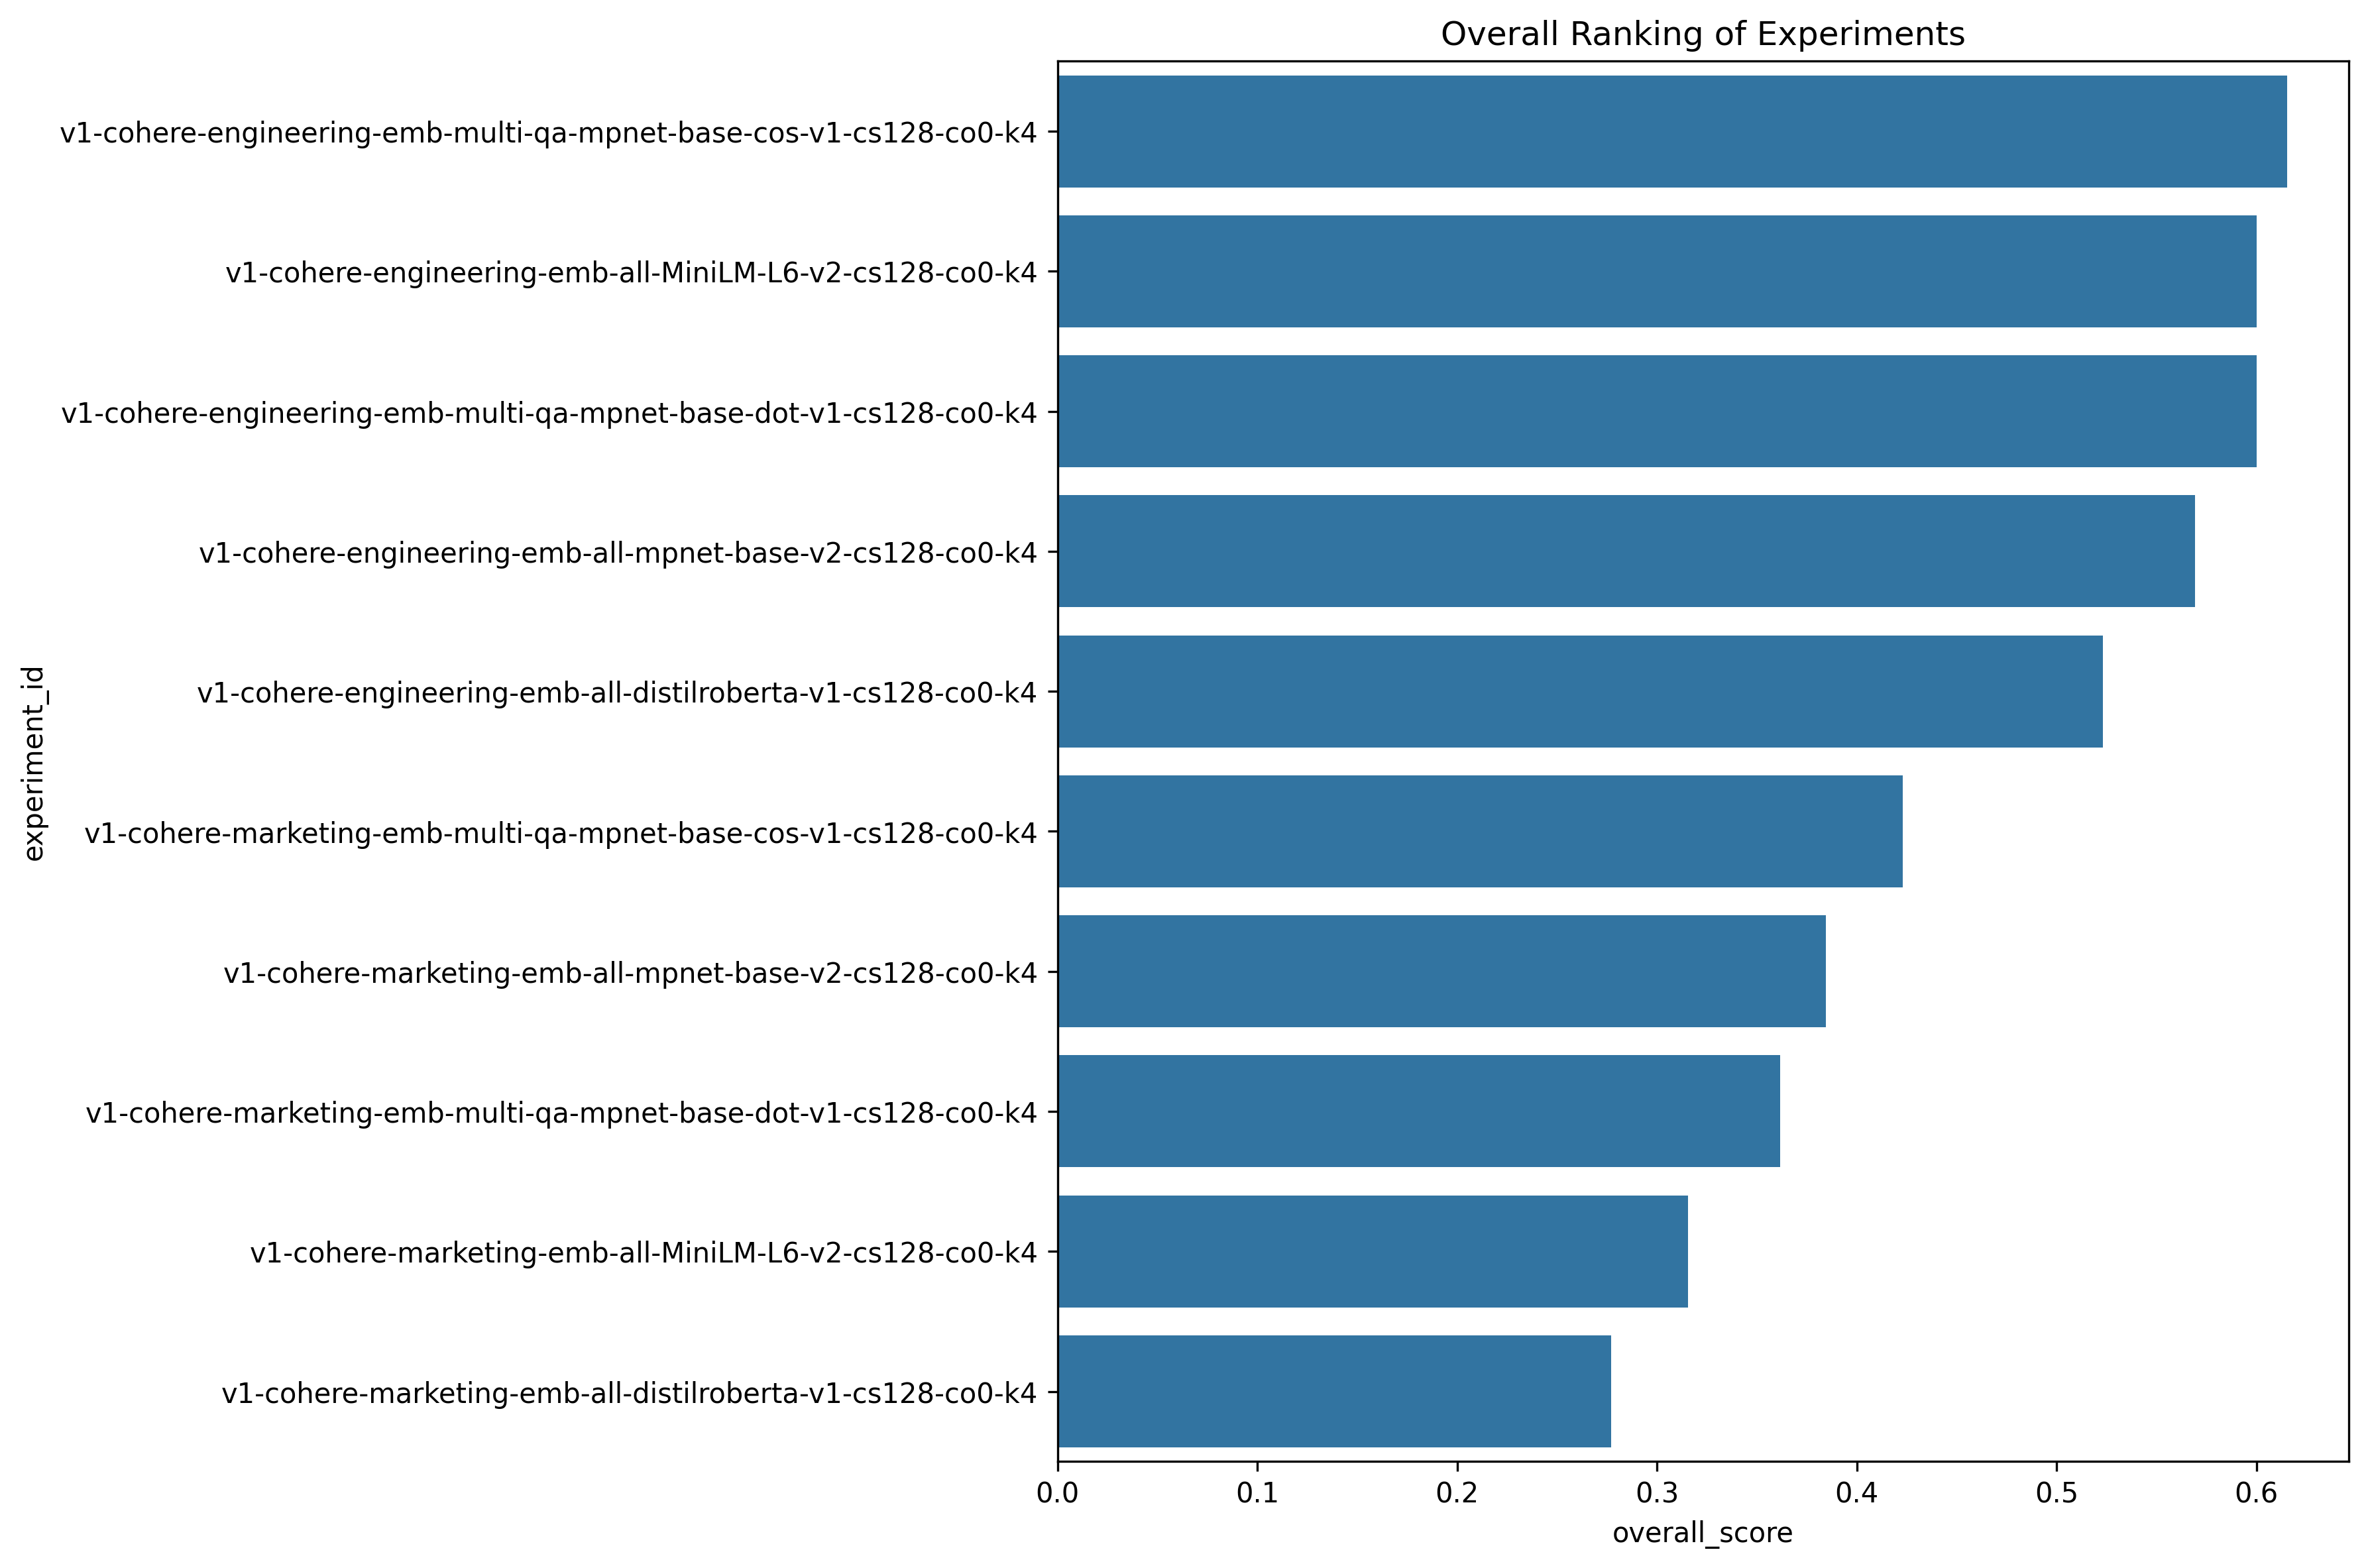 Overall Ranking of Experiments
experiment_id
v1-cohere-engineering-emb-multi-qa-mpnet-base-cos-v1-cs128-co0-k4
v1-cohere-engineering-emb-all-MiniLM-L6-v2-cs128-co0-k4
v1-cohere-engineering-emb-multi-qa-mpnet-base-dot-v1-cs128-co0-k4
v1-cohere-engineering-emb-all-mpnet-base-v2-cs128-co0-k4
v1-cohere-engineering-emb-all-distilroberta-v1-cs128-co0-k4
v1-cohere-marketing-emb-multi-qa-mpnet-base-cos-v1-cs128-co0-k4
v1-cohere-marketing-emb-all-mpnet-base-v2-cs128-co0-k4
v1-cohere-marketing-emb-multi-qa-mpnet-base-dot-v1-cs128-co0-k4
v1-cohere-marketing-emb-all-MiniLM-L6-v2-cs128-co0-k4
v1-cohere-marketing-emb-all-distilroberta-v1-cs128-co0-k4
0.0 0.1 0.2 0.3 0.4 0.5 0.6
overall_score